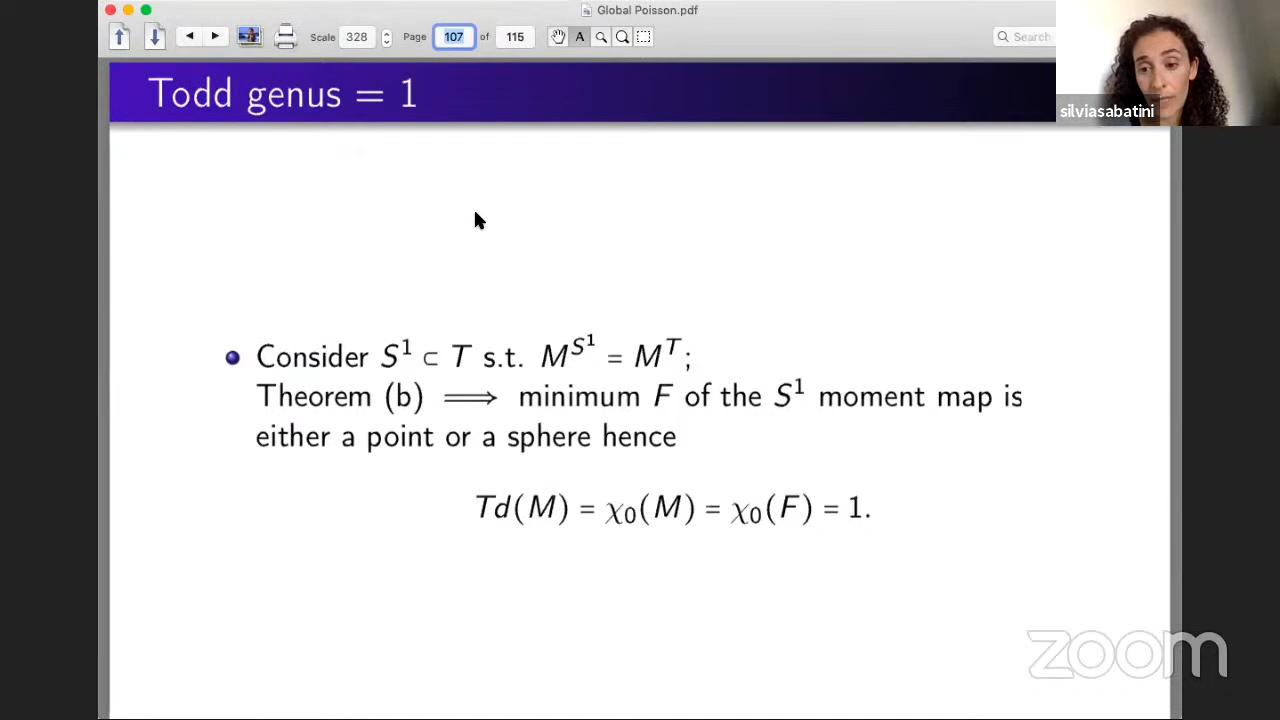 Global Poisson.pdf
Scale 328 Page 107 of 115 A Search
Todd genus = 1
silviasabatini
Consider S¹ ⊂ T s.t. M^{S¹} = M^T;
Theorem (b) ⟹ minimum F of the S¹ moment map is
either a point or a sphere hence
Td(M) = χ₀(M) = χ₀(F) = 1.
zoom